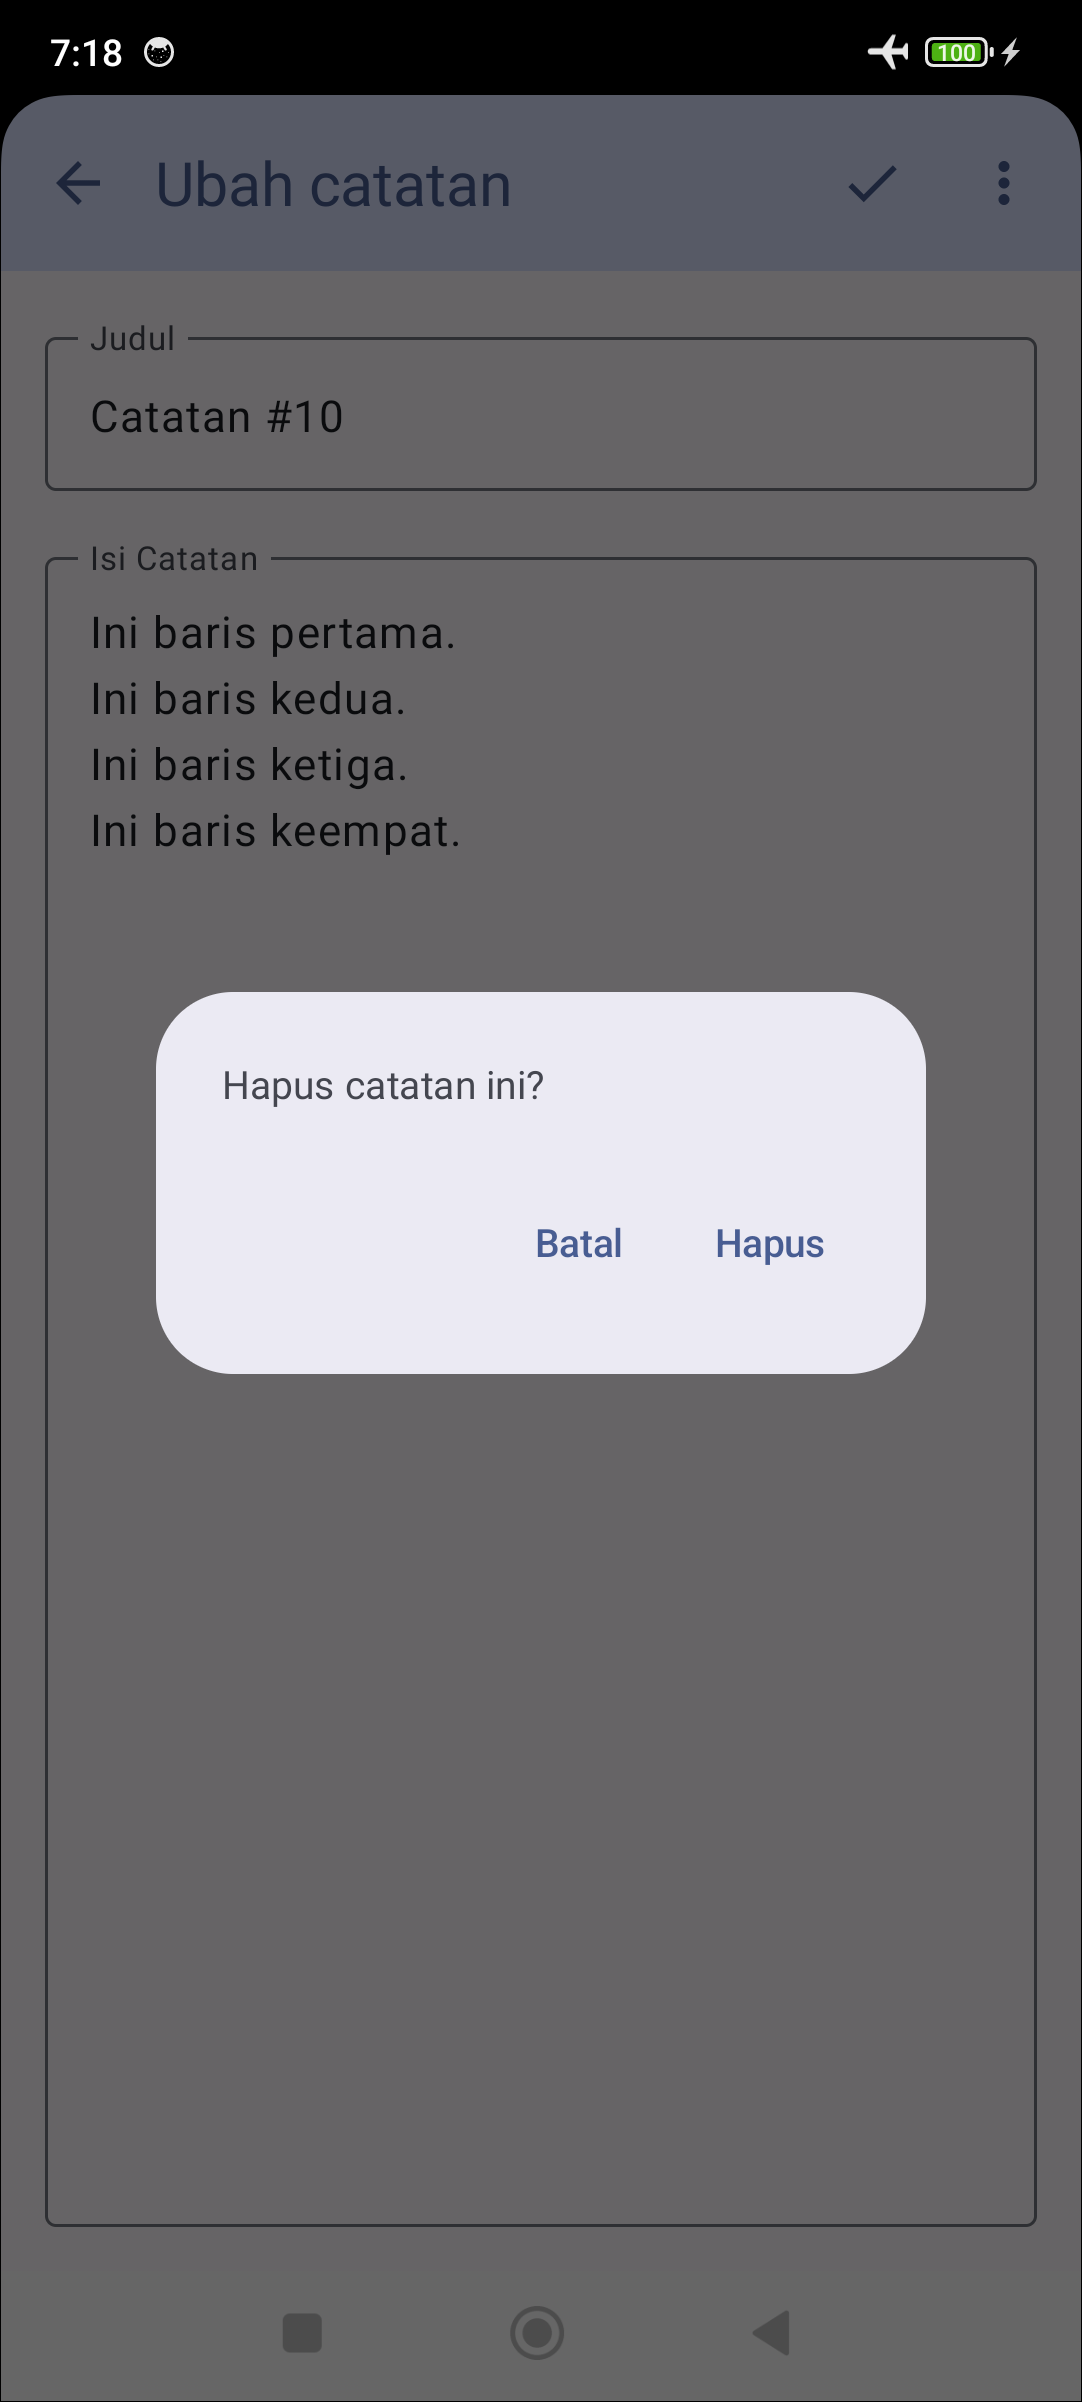 7:18
100
Ubah catatan
Judul
Catatan #10
Isi Catatan
Ini baris pertama.
Ini baris kedua.
Ini baris ketiga.
Ini baris keempat.
Hapus catatan ini?
Batal Hapus